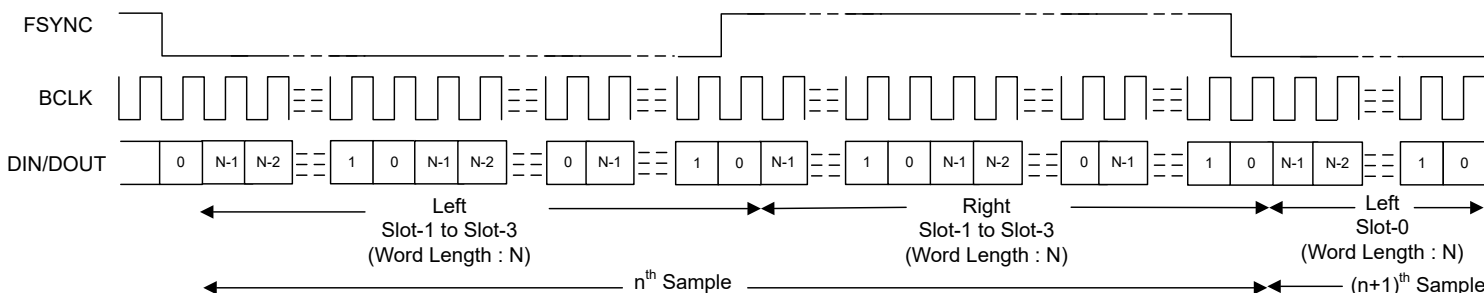 FSYNC
BCLK
DIN/DOUT
0 N-1 N-2 1 0 N-1 N-2 0 N-1 1 0 N-1 1 0 N-1 N-2 0 N-1 1 0 N-1 N-2 1 0
Left
Slot-1 to Slot-3
(Word Length : N)
Right
Slot-1 to Slot-3
(Word Length : N)
Left
Slot-0
(Word Length : N)
nth Sample
(n+1)th Sample